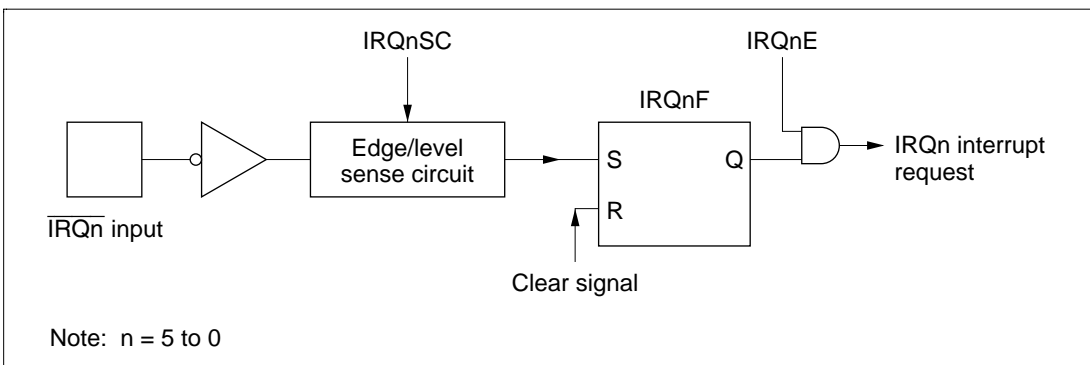 IRQnSC
IRQnE
IRQnF
Edge/level
sense circuit
S
Q
R
IRQn interrupt
request
IRQn input
Clear signal
Note: n = 5 to 0